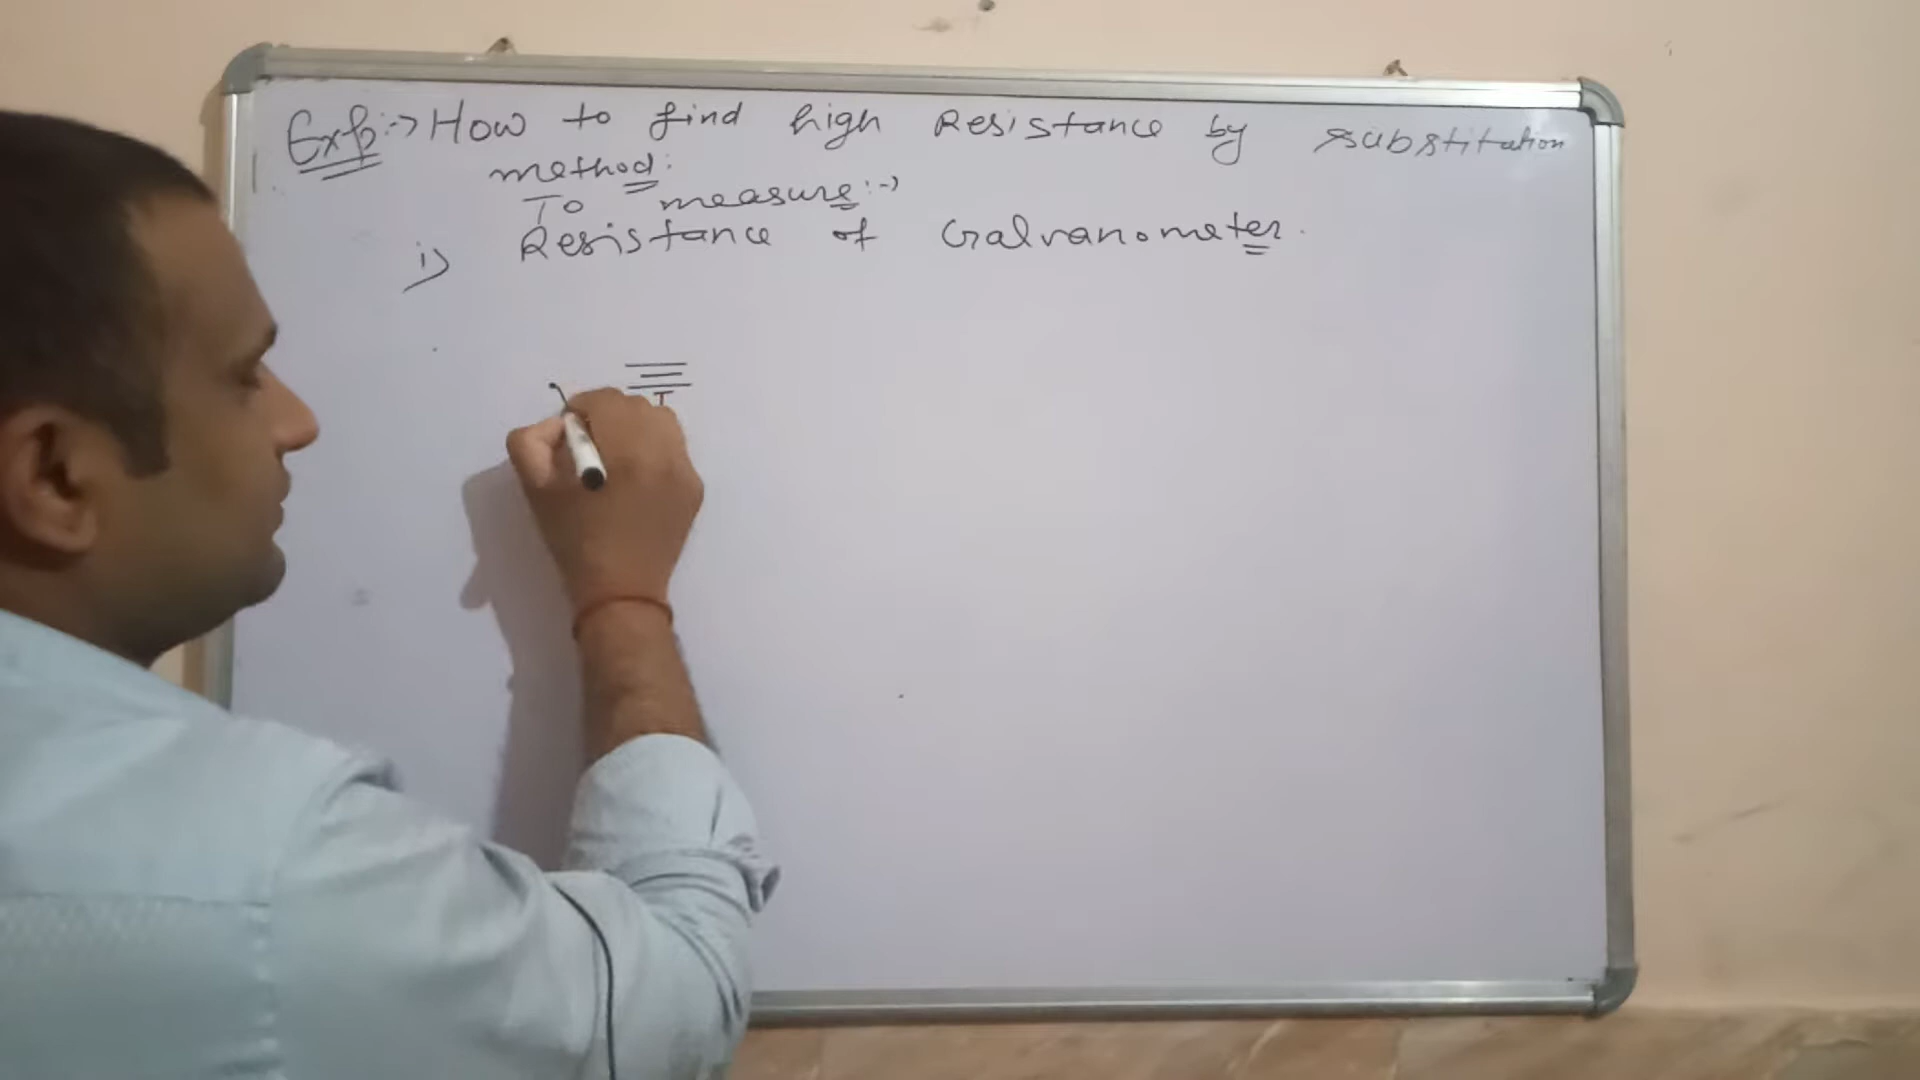 Exp:→ How to find high Resistance by substitution
method:
To measure:→
i) Resistance of Galvanometer.